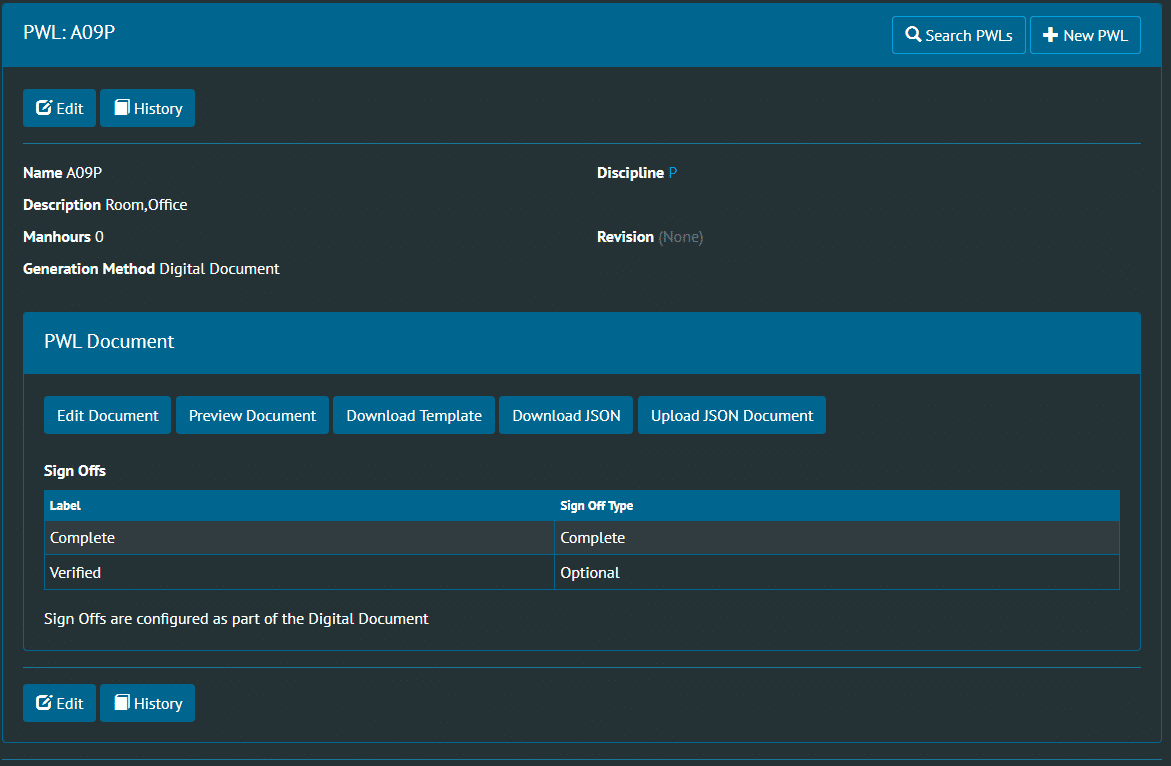 PWL: A09P
Search PWLs
New PWL
Edit
History
Name A09P
Discipline P
Description Room,Office
Manhours 0
Revision (None)
Generation Method Digital Document
PWL Document
Edit Document
Preview Document
Download Template
Download JSON
Upload JSON Document
Sign Offs
Label
Sign Off Type
Complete
Complete
Verified
Optional
Sign Offs are configured as part of the Digital Document
Edit
History